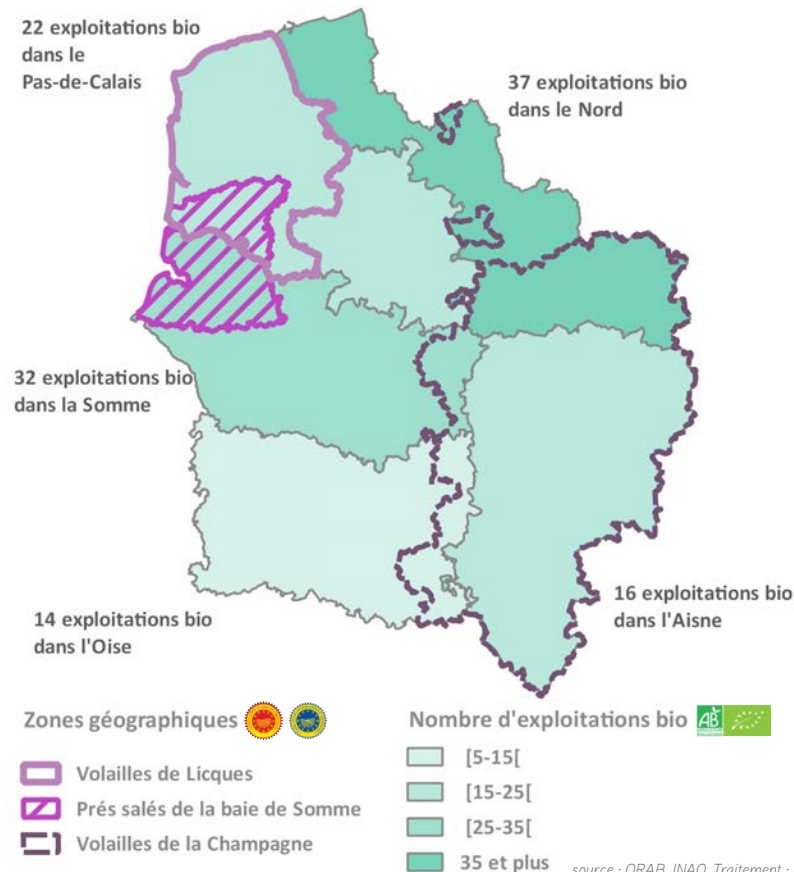 22 exploitations bio
dans le
Pas-de-Calais
37 exploitations bio
dans le Nord
32 exploitations bio
dans la Somme
14 exploitations bio
dans l'Oise
16 exploitations bio
dans l'Aisne
Zones géographiques
Volailles de Licques
Prés salés de la baie de Somme
Volailles de la Champagne
Nombre d'exploitations bio
AB
[5-15[
[15-25[
[25-35[
35 et plus
source : ORAB, INAO. Traitement :